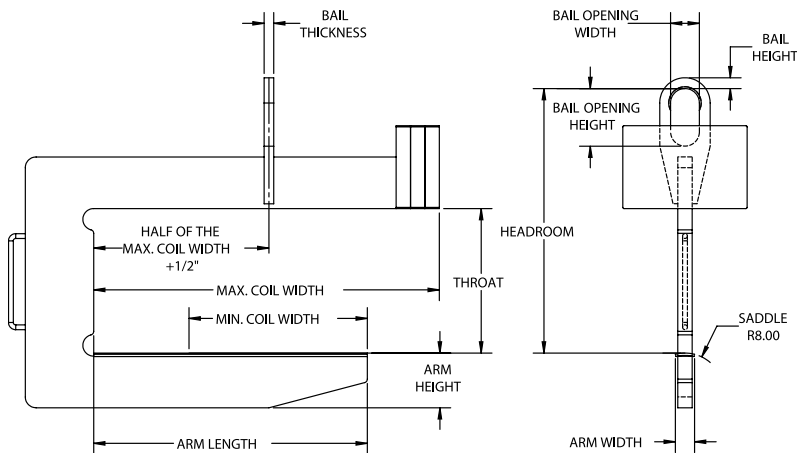 BAIL
THICKNESS
BAIL OPENING
WIDTH
BAIL
HEIGHT
BAIL OPENING
HEIGHT
HALF OF THE
MAX. COIL WIDTH
+1/2"
HEADROOM
THROAT
MAX. COIL WIDTH
MIN. COIL WIDTH
SADDLE
R8.00
ARM
HEIGHT
ARM LENGTH
ARM WIDTH